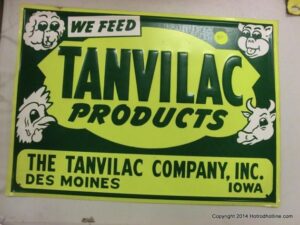 WE FEED
TANVILAC
PRODUCTS
THE TANVILAC COMPANY, INC.
DES MOINES IOWA
Copyright 2014 Hotrodhotline.com